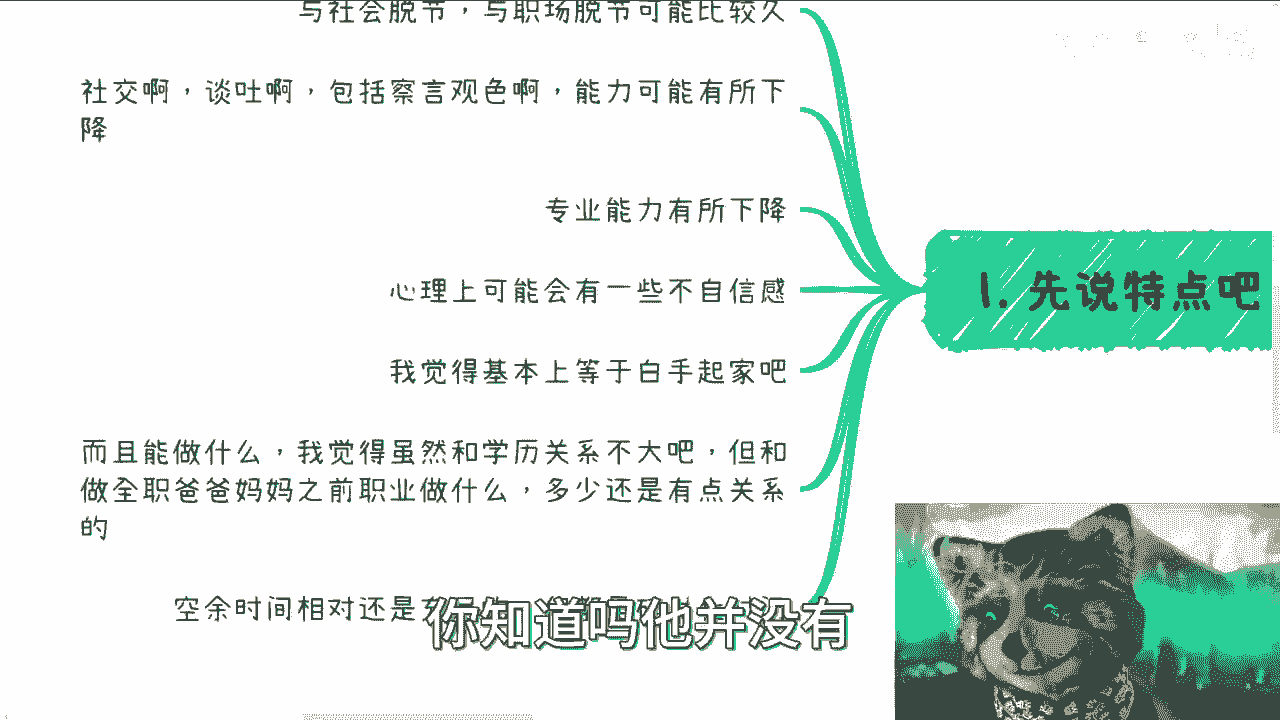 与社会脱节，与职场脱节可能比较久
社交啊，谈吐啊，包括察言观色啊，能力可能有所下
降
专业能力有所下降
心理上可能会有一些不自信感
我觉得基本上等于白手起家吧
而且能做什么，我觉得虽然和学历关系不大吧，但和
做全职爸爸妈妈之前职业做什么，多少还是有点关系
的
空余时间相对还是
1. 先说特点吧
你知道吗他并没有